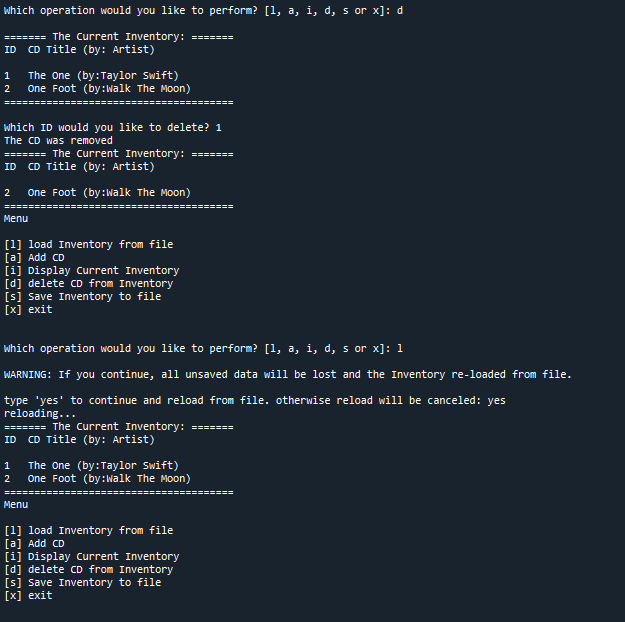 Which operation would you like to perform? [l, a, i, d, s or x]: d
======= The Current Inventory: =======
ID  CD Title (by: Artist)
1   The One (by:Taylor Swift)
2   One Foot (by:Walk The Moon)
======================================
Which ID would you like to delete? 1
The CD was removed
======= The Current Inventory: =======
ID  CD Title (by: Artist)
2   One Foot (by:Walk The Moon)
======================================
Menu
[l] load Inventory from file
[a] Add CD
[i] Display Current Inventory
[d] delete CD from Inventory
[s] Save Inventory to file
[x] exit
Which operation would you like to perform? [l, a, i, d, s or x]: l
WARNING: If you continue, all unsaved data will be lost and the Inventory re-loaded from file.
type 'yes' to continue and reload from file. otherwise reload will be canceled: yes
reloading...
======= The Current Inventory: =======
ID  CD Title (by: Artist)
1   The One (by:Taylor Swift)
2   One Foot (by:Walk The Moon)
======================================
Menu
[l] load Inventory from file
[a] Add CD
[i] Display Current Inventory
[d] delete CD from Inventory
[s] Save Inventory to file
[x] exit